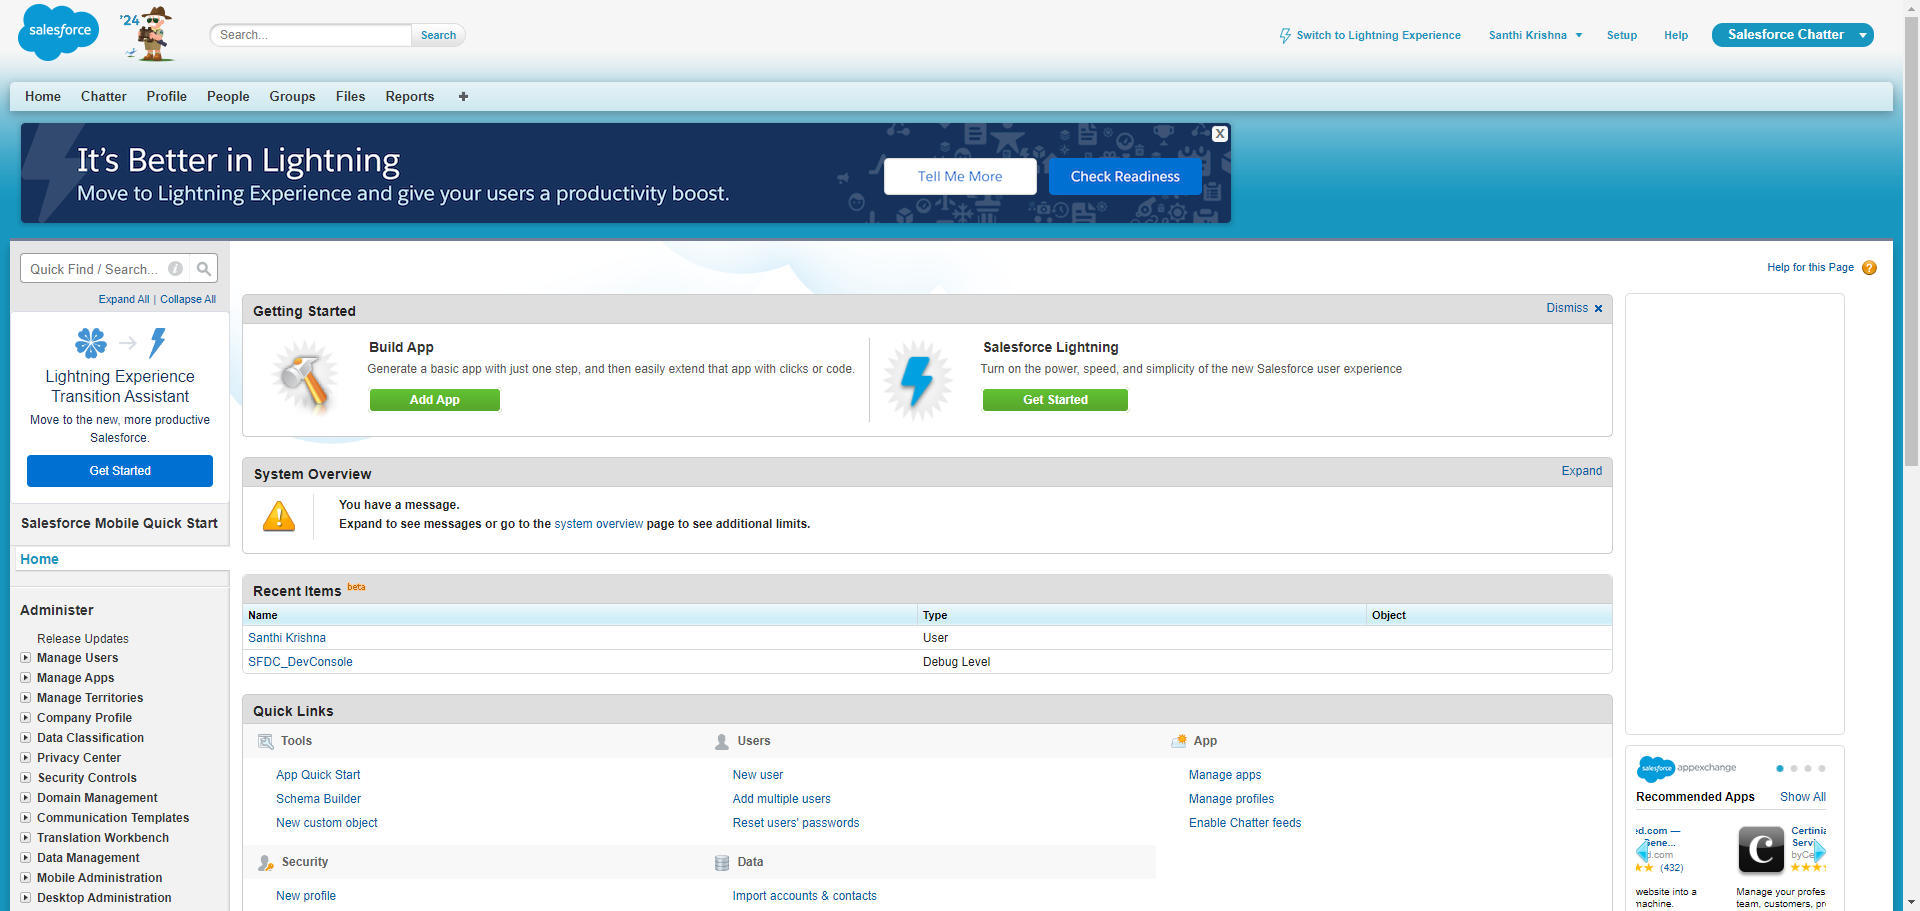 salesforce
'24
Search...
Search
Switch to Lightning Experience
Santhi Krishna
Setup
Help
Salesforce Chatter
Home
Chatter
Profile
People
Groups
Files
Reports
It's Better in Lightning
Move to Lightning Experience and give your users a productivity boost.
Tell Me More
Check Readiness
X
Quick Find / Search...
Expand All | Collapse All
Lightning Experience
Transition Assistant
Move to the new, more productive
Salesforce.
Get Started
Salesforce Mobile Quick Start
Home
Administer
Release Updates
Manage Users
Manage Apps
Manage Territories
Company Profile
Data Classification
Privacy Center
Security Controls
Domain Management
Communication Templates
Translation Workbench
Data Management
Mobile Administration
Desktop Administration
Help for this Page
?
Getting Started
Dismiss
Build App
Generate a basic app with just one step, and then easily extend that app with clicks or code.
Add App
Salesforce Lightning
Turn on the power, speed, and simplicity of the new Salesforce user experience
Get Started
System Overview
Expand
You have a message.
Expand to see messages or go to the system overview page to see additional limits.
Recent Items beta
Name Type Object
Santhi Krishna User
SFDC_DevConsole Debug Level
Quick Links
Tools
App Quick Start
Schema Builder
New custom object
Users
New user
Add multiple users
Reset users' passwords
App
Manage apps
Manage profiles
Enable Chatter feeds
Security
New profile
Data
Import accounts & contacts
salesforce appexchange
Recommended Apps
Show All
ed.com —
Gene...
d.com
(432)
website into a
machine.
C
Certinia
Serv
byCe
Manage your profes
team, customers, pr